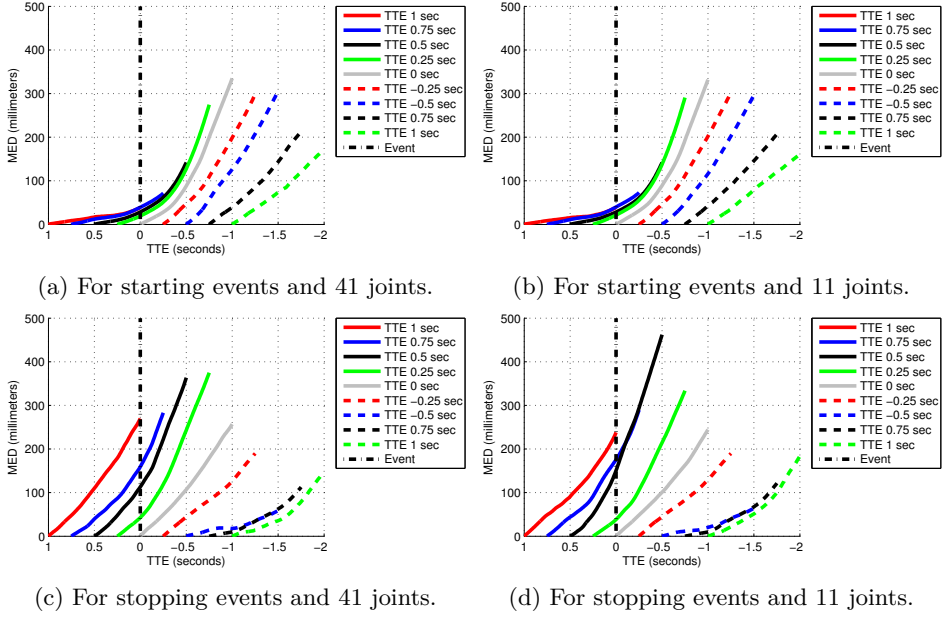 500
400
300
200
100
0
MED (millimeters)
1 0.5 0 −0.5 −1 −1.5 −2
TTE (seconds)
TTE 1 sec
TTE 0.75 sec
TTE 0.5 sec
TTE 0.25 sec
TTE 0 sec
TTE −0.25 sec
TTE −0.5 sec
TTE 0.75 sec
TTE 1 sec
Event
(a) For starting events and 41 joints.
500
400
300
200
100
0
MED (millimeters)
1 0.5 0 −0.5 −1 −1.5 −2
TTE (seconds)
TTE 1 sec
TTE 0.75 sec
TTE 0.5 sec
TTE 0.25 sec
TTE 0 sec
TTE −0.25 sec
TTE −0.5 sec
TTE 0.75 sec
TTE 1 sec
Event
(b) For starting events and 11 joints.
500
400
300
200
100
0
MED (millimeters)
1 0.5 0 −0.5 −1 −1.5 −2
TTE (seconds)
TTE 1 sec
TTE 0.75 sec
TTE 0.5 sec
TTE 0.25 sec
TTE 0 sec
TTE −0.25 sec
TTE −0.5 sec
TTE 0.75 sec
TTE 1 sec
Event
(c) For stopping events and 41 joints.
500
400
300
200
100
0
MED (millimeters)
1 0.5 0 −0.5 −1 −1.5 −2
TTE (seconds)
TTE 1 sec
TTE 0.75 sec
TTE 0.5 sec
TTE 0.25 sec
TTE 0 sec
TTE −0.25 sec
TTE −0.5 sec
TTE 0.75 sec
TTE 1 sec
Event
(d) For stopping events and 11 joints.